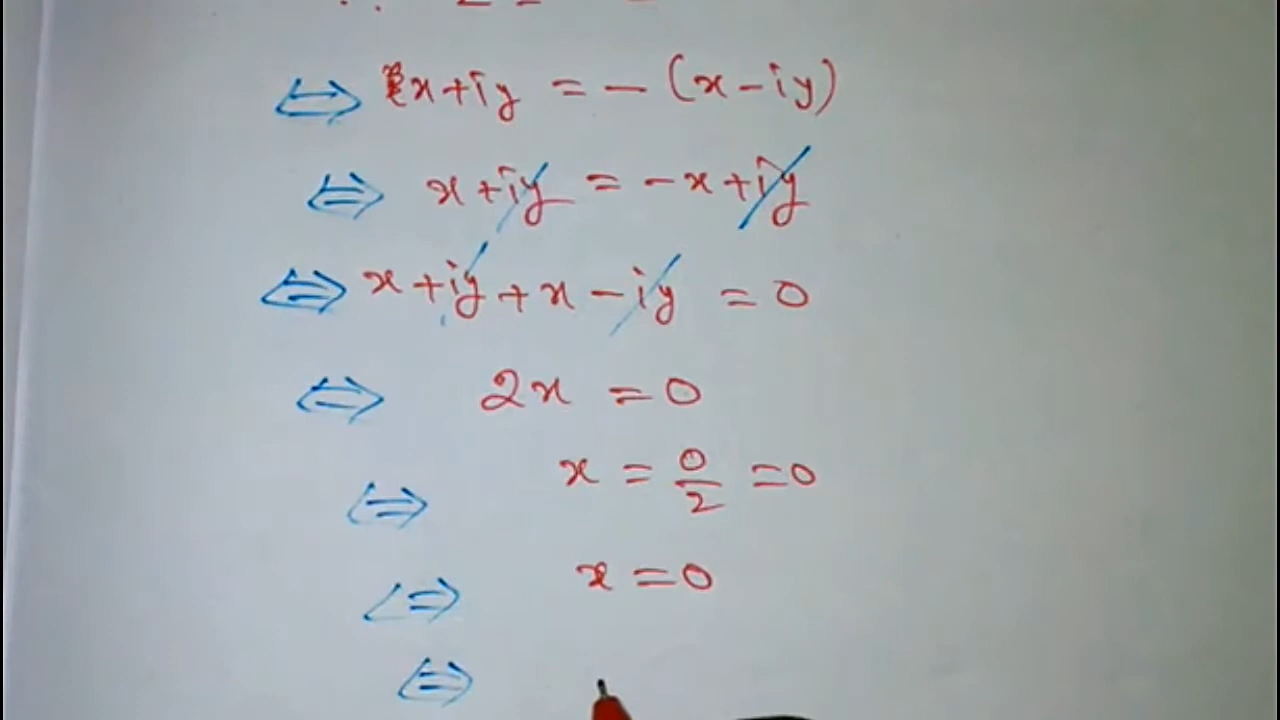 ⇔ x+iy = -(x-iy)
⇔ x+iy = -x+iy
⇔ x+iy+x-iy = 0
⇔ 2x = 0
⇔ x = 0/2 = 0
⇔ x = 0
⇔